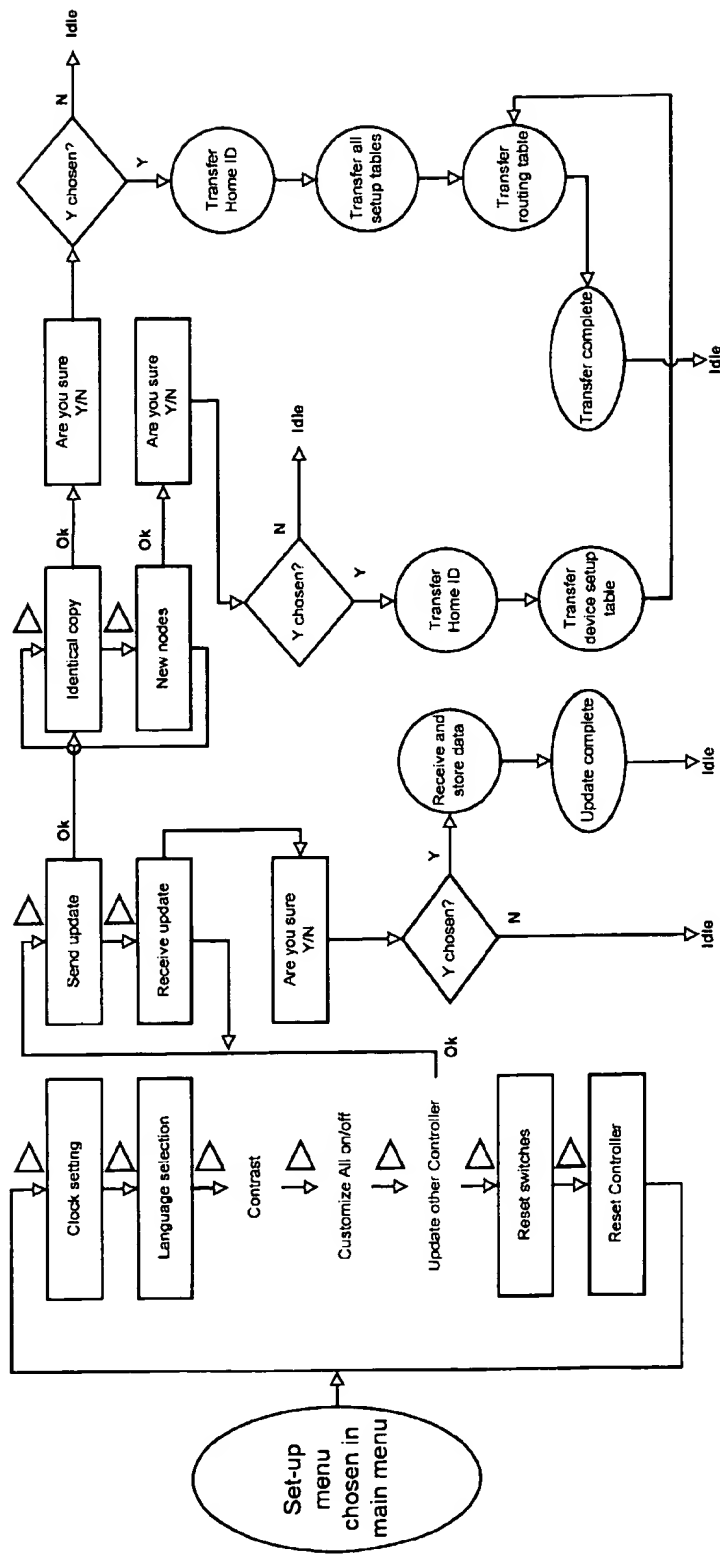 Set-up
menu
chosen in
main menu
Clock setting
Language selection
Contrast
Customize All on/off
Update other Controller
Reset switches
Reset Controller
Ok
Send update
Receive update
Are you sure
Y/N
Y chosen?
Y
N
Idle
Receive and
store data
Update complete
Idle
Ok
Identical copy
New nodes
Ok
Ok
Are you sure
Y/N
Are you sure
Y/N
Y chosen?
N
Idle
Y
Transfer
Home ID
Transfer
device setup
table
Y chosen?
N
Idle
Y
Transfer
Home ID
Transfer all
setup tables
Transfer
routing table
Transfer complete
Idle